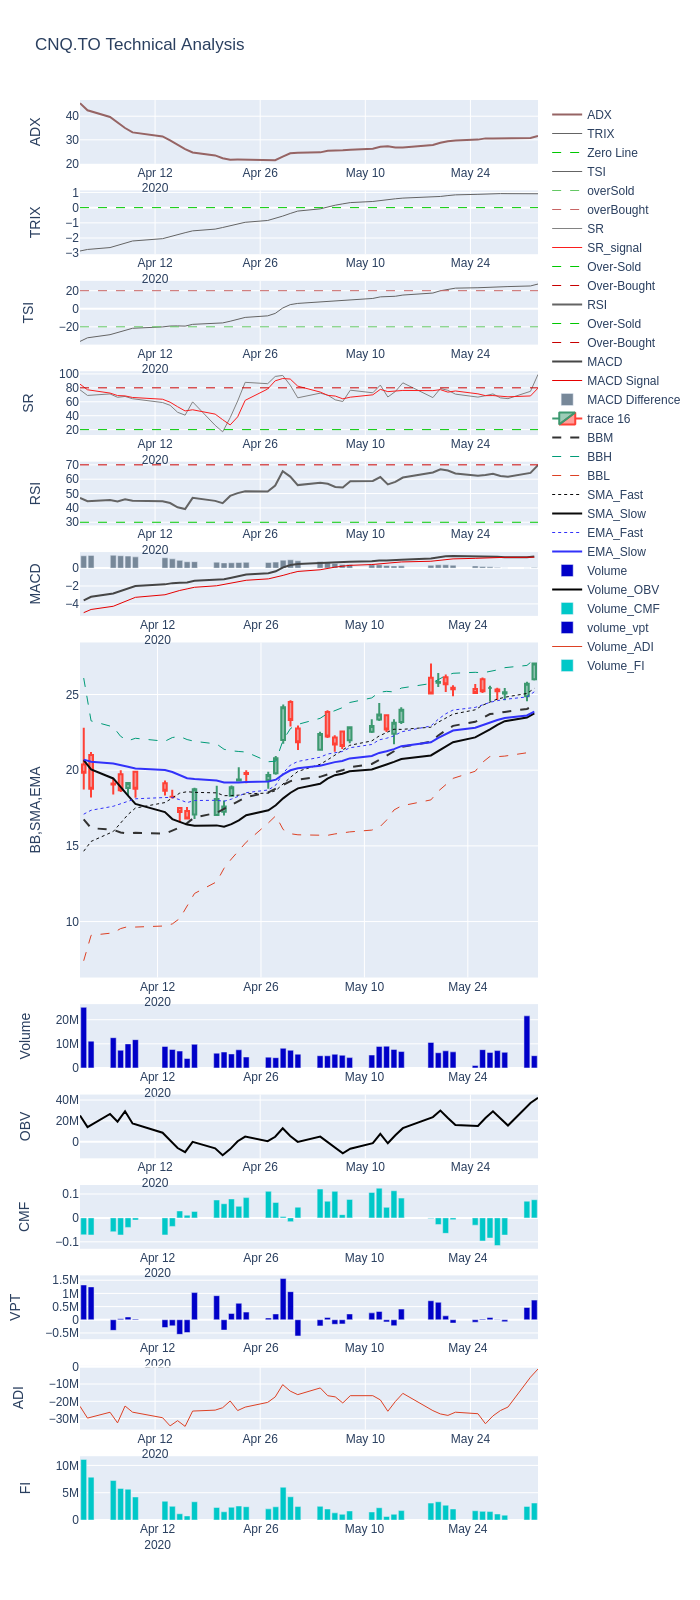 CNQ.TO Technical Analysis
ADX
40
30
20
Apr 12
2020
Apr 26
May 10
May 24
TRIX
1
0
−1
−2
−3
Apr 12
2020
Apr 26
May 10
May 24
TSI
20
0
−20
Apr 12
2020
Apr 26
May 10
May 24
SR
100
80
60
40
20
Apr 12
2020
Apr 26
May 10
May 24
RSI
70
60
50
40
30
Apr 12
2020
Apr 26
May 10
May 24
MACD
0
−2
−4
Apr 12
2020
Apr 26
May 10
May 24
BB,SMA,EMA
25
20
15
10
Apr 12
2020
Apr 26
May 10
May 24
Volume
20M
10M
0
Apr 12
2020
Apr 26
May 10
May 24
OBV
40M
20M
0
Apr 12
2020
Apr 26
May 10
May 24
CMF
0.1
0
−0.1
Apr 12
2020
Apr 26
May 10
May 24
VPT
1.5M
1M
0.5M
0
−0.5M
Apr 12
2020
Apr 26
May 10
May 24
ADI
0
−10M
−20M
−30M
Apr 12
2020
Apr 26
May 10
May 24
FI
10M
5M
0
Apr 12
2020
Apr 26
May 10
May 24
ADX
TRIX
Zero Line
TSI
overSold
overBought
SR
SR_signal
Over-Sold
Over-Bought
RSI
Over-Sold
Over-Bought
MACD
MACD Signal
MACD Difference
trace 16
BBM
BBH
BBL
SMA_Fast
SMA_Slow
EMA_Fast
EMA_Slow
Volume
Volume_OBV
Volume_CMF
volume_vpt
Volume_ADI
Volume_FI